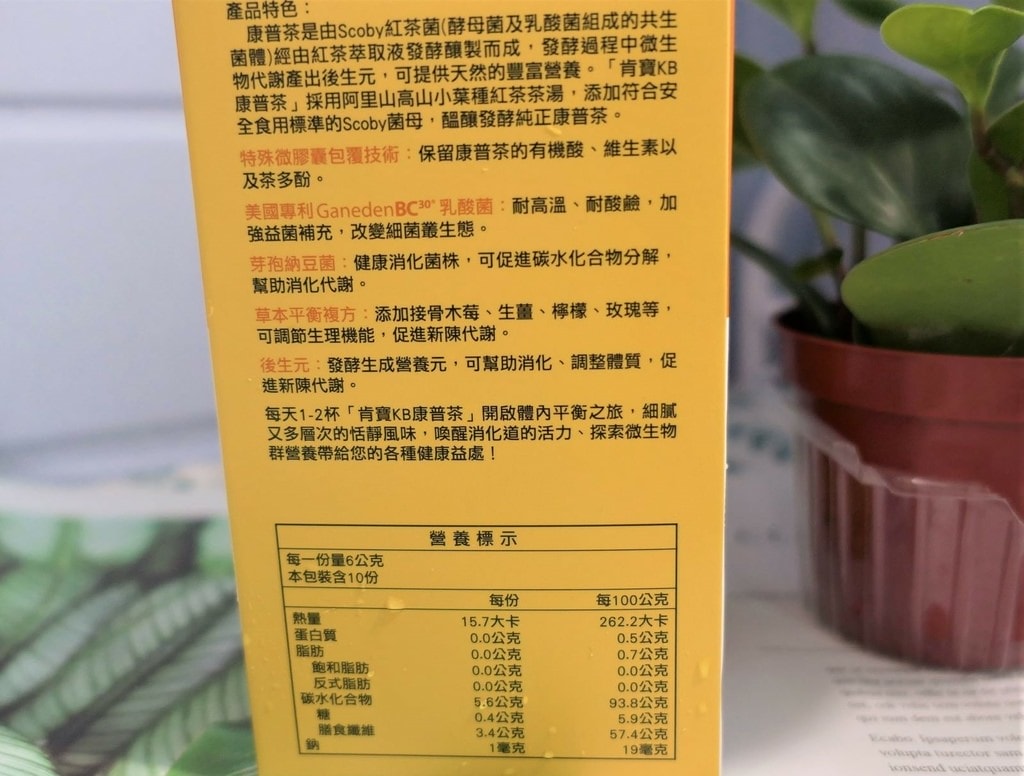 產品特色：
康普茶是由Scoby紅茶菌(酵母菌及乳酸菌組成的共生
菌體)經由紅茶萃取液發酵釀製而成，發酵過程中微生
物代謝產出後生元，可提供天然的豐富營養。「肯寶KB
康普茶」採用阿里山高山小葉種紅茶茶湯，添加符合安
全食用標準的Scoby菌母，醞釀發酵純正康普茶。
特殊微膠囊包覆技術：保留康普茶的有機酸、維生素以
及茶多酚。
美國專利GanedenBC30®乳酸菌：耐高溫、耐酸鹼，加
強益菌補充，改變細菌叢生態。
芽孢納豆菌：健康消化菌株，可促進碳水化合物分解，
幫助消化代謝。
草本平衡複方：添加接骨木莓、生薑、檸檬、玫瑰等，
可調節生理機能，促進新陳代謝。
後生元：發酵生成營養元，可幫助消化、調整體質，促
進新陳代謝。
每天1-2杯「肯寶KB康普茶」開啟體內平衡之旅，細膩
又多層次的恬靜風味，喚醒消化道的活力、探索微生物
群營養帶給您的各種健康益處！
營養標示
每一份量6公克
本包裝含10份
每份 每100公克
熱量 15.7大卡 262.2大卡
蛋白質 0.0公克 0.5公克
脂肪 0.0公克 0.7公克
飽和脂肪 0.0公克 0.0公克
反式脂肪 0.0公克 0.0公克
碳水化合物 5.6公克 93.8公克
糖 0.4公克 5.9公克
膳食纖維 3.4公克 57.4公克
鈉 1毫克 19毫克